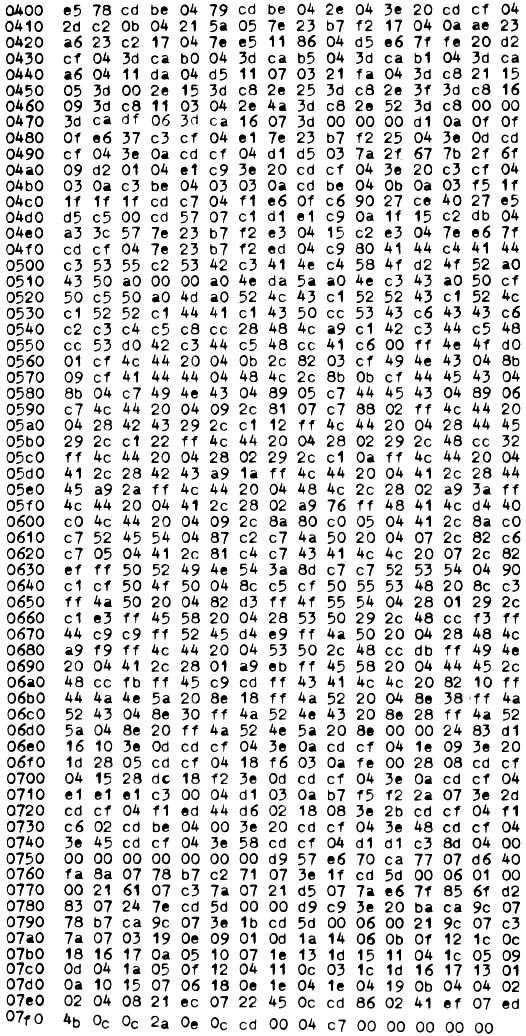 0400 e5 78 cd be 04 79 cd be 04 2e 04 3e 20 cd cf 04
0410 2d c2 0b 04 21 5a 05 7e 23 b7 f2 17 04 0a ae 23
0420 a6 23 c2 17 04 7e e5 11 86 04 d5 e6 7f fe 20 d2
0430 cf 04 3d ca b0 04 3d ca b5 04 3d ca b1 04 3d ca
0440 a6 04 11 da 04 d5 11 07 03 21 fa 04 3d c8 21 15
0450 05 3d 00 2e 15 3d c8 2e 25 3d c8 2e 3f 3d c8 16
0460 09 3d c8 11 03 04 2e 4a 3d c8 2e 52 3d c8 00 00
0470 3d ca df 06 3d ca 16 07 3d 00 00 00 d1 0a 0f 0f
0480 0f e6 37 c3 cf 04 e1 7e 23 b7 f2 25 04 3e 0d cd
0490 cf 04 3e 0a cd cf 04 d1 d5 03 7a 2f 67 7b 2f 6f
04a0 09 d2 01 04 e1 c9 3e 20 cd cf 04 3e 20 c3 cf 04
04b0 03 0a c3 be 04 03 03 0a cd be 04 0b 0a 03 f5 1f
04c0 1f 1f 1f cd c7 04 f1 e6 0f c6 90 27 ce 40 27 e5
04d0 d5 c5 00 cd 57 07 c1 d1 e1 c9 0a 1f 15 c2 db 04
04e0 a3 3c 57 7e 23 b7 f2 e3 04 15 c2 e3 04 7e e6 7f
04f0 cd cf 04 7e 23 b7 f2 ed 04 c9 80 41 44 c4 41 44
0500 c3 53 55 c2 53 42 c3 41 4e c4 58 4f d2 4f 52 a0
0510 43 50 a0 00 00 a0 4e da 5a a0 4e c3 43 a0 50 cf
0520 50 c5 50 a0 4d a0 52 4c 43 c1 52 52 43 c1 52 4c
0530 c1 52 52 c1 44 41 c1 43 50 cc 53 43 c6 43 43 c6
0540 c2 c3 c4 c5 c8 cc 28 48 4c a9 c1 42 c3 44 c5 48
0550 cc 53 d0 42 c3 44 c5 48 cc 41 c6 00 ff 4e 4f d0
0560 01 cf 4c 44 20 04 0b 2c 82 03 cf 49 4e 43 04 8b
0570 09 cf 41 44 44 04 48 4c 2c 8b 0b cf 44 45 43 04
0580 8b 04 c7 49 4e 43 04 89 05 c7 44 45 43 04 89 06
0590 c7 4c 44 20 04 09 2c 81 07 c7 88 02 ff 4c 44 20
05a0 04 28 42 43 29 2c c1 12 ff 4c 44 20 04 28 44 45
05b0 29 2c c1 22 ff 4c 44 20 04 28 02 29 2c 48 cc 32
05c0 ff 4c 44 20 04 28 02 29 2c c1 0a ff 4c 44 20 04
05d0 41 2c 28 42 43 a9 1a ff 4c 44 20 04 41 2c 28 44
05e0 45 a9 2a ff 4c 44 20 04 48 4c 2c 28 02 a9 3a ff
05f0 4c 44 20 04 41 2c 28 02 a9 76 ff 48 41 4c d4 40
0600 c0 4c 44 20 04 09 2c 8a 80 c0 05 04 41 2c 8a c0
0610 c7 52 45 54 04 87 c2 c7 4a 50 20 04 07 2c 82 c6
0620 c7 05 04 41 2c 81 c4 c7 43 41 4c 4c 20 07 2c 82
0630 ef ff 50 52 49 4e 54 3a 8d c7 c7 52 53 54 04 90
0640 c1 cf 50 4f 50 04 8c c5 cf 50 55 53 48 20 8c c3
0650 ff 4a 50 20 04 82 d3 ff 4f 55 54 04 28 01 29 2c
0660 c1 e3 ff 45 58 20 04 28 53 50 29 2c 48 cc f3 ff
0670 44 c9 c9 ff 52 45 d4 e9 ff 4a 50 20 04 28 48 4c
0680 a9 f9 ff 4c 44 20 04 53 50 2c 48 cc db ff 49 4e
0690 20 04 41 2c 28 01 a9 eb ff 45 58 20 04 44 45 2c
06a0 48 cc fb ff 45 c9 cd ff 43 41 4c 4c 20 82 10 ff
06b0 44 4a 4e 5a 20 8e 18 ff 4a 52 20 04 8e 38 ff 4a
06c0 52 43 04 8e 30 ff 4a 52 4e 43 20 8e 28 ff 4a 52
06d0 5a 04 8e 20 ff 4a 52 4e 5a 20 8e 00 00 24 83 d1
06e0 16 10 3e 0d cd cf 04 3e 0a cd cf 04 1e 09 3e 20
06f0 1d 28 05 cd cf 04 18 f6 03 0a fe 00 28 08 cd cf
0700 04 15 28 dc 18 f2 3e 0d cd cf 04 3e 0a cd cf 04
0710 e1 e1 e1 c3 00 04 d1 03 0a b7 f5 f2 2a 07 3e 2d
0720 cd cf 04 f1 ed 44 d6 02 18 08 3e 2b cd cf 04 f1
0730 c6 02 cd be 04 00 3e 20 cd cf 04 3e 48 cd cf 04
0740 3e 45 cd cf 04 3e 58 cd cf 04 d1 d1 c3 8d 04 00
0750 00 00 00 00 00 00 00 d9 57 e6 70 ca 77 07 d6 40
0760 fa 8a 07 78 b7 c2 71 07 3e 1f cd 5d 00 06 01 00
0770 00 21 61 07 c3 7a 07 21 d5 07 7a e6 7f 85 6f d2
0780 83 07 24 7e cd 5d 00 00 d9 c9 3e 20 ba ca 9c 07
0790 78 b7 ca 9c 07 3e 1b cd 5d 00 06 00 21 9c 07 c3
07a0 7a 07 03 19 0e 09 01 0d 1a 14 06 0b 0f 12 1c 0c
07b0 18 16 17 0a 05 10 07 1e 13 1d 15 11 04 1c 05 09
07c0 0d 04 1a 05 0f 12 04 11 0c 03 1c 1d 16 17 13 01
07d0 0a 10 15 07 06 18 0e 1e 04 1e 04 19 0b 04 04 02
07e0 02 04 08 21 ec 07 22 45 0c cd 86 02 41 ef 07 ed
07f0 4b 0c 0c 2a 0e 0c cd 00 04 c7 00 00 00 00 00